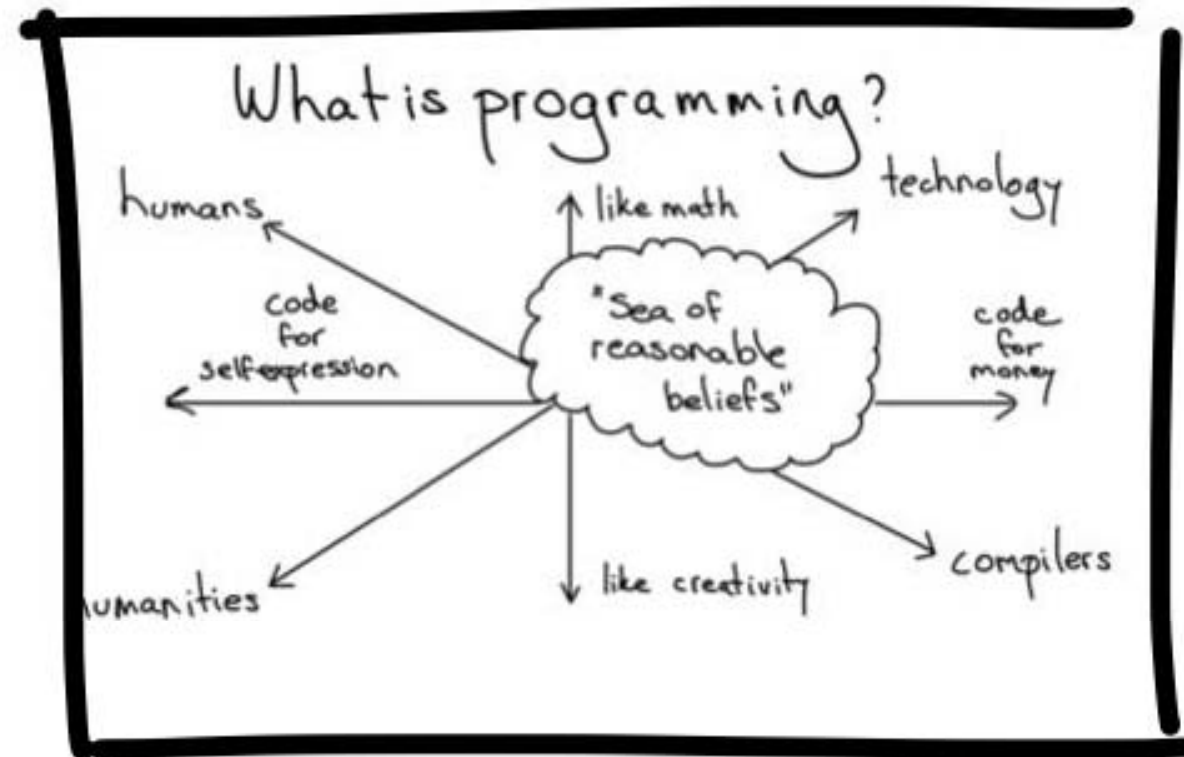 What is programming?
humans
like math
technology
code
for
selfexpression
"Sea of
reasonable
beliefs"
code
for
money
umanities
like creativity
compilers